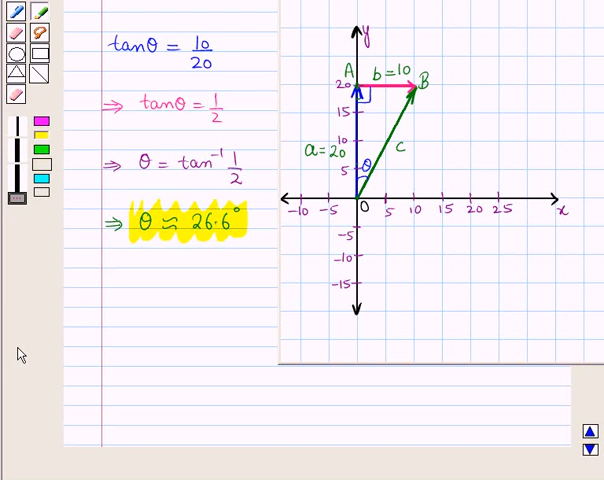 tanθ = 10/20
⇒ tanθ = 1/2
⇒ θ = tan⁻¹ 1/2
⇒ θ ≈ 26.6°
y
A b=10 B
20
15
10
a=20 θ c
5
-10 -5 O 5 10 15 20 25 x
-5
-10
-15